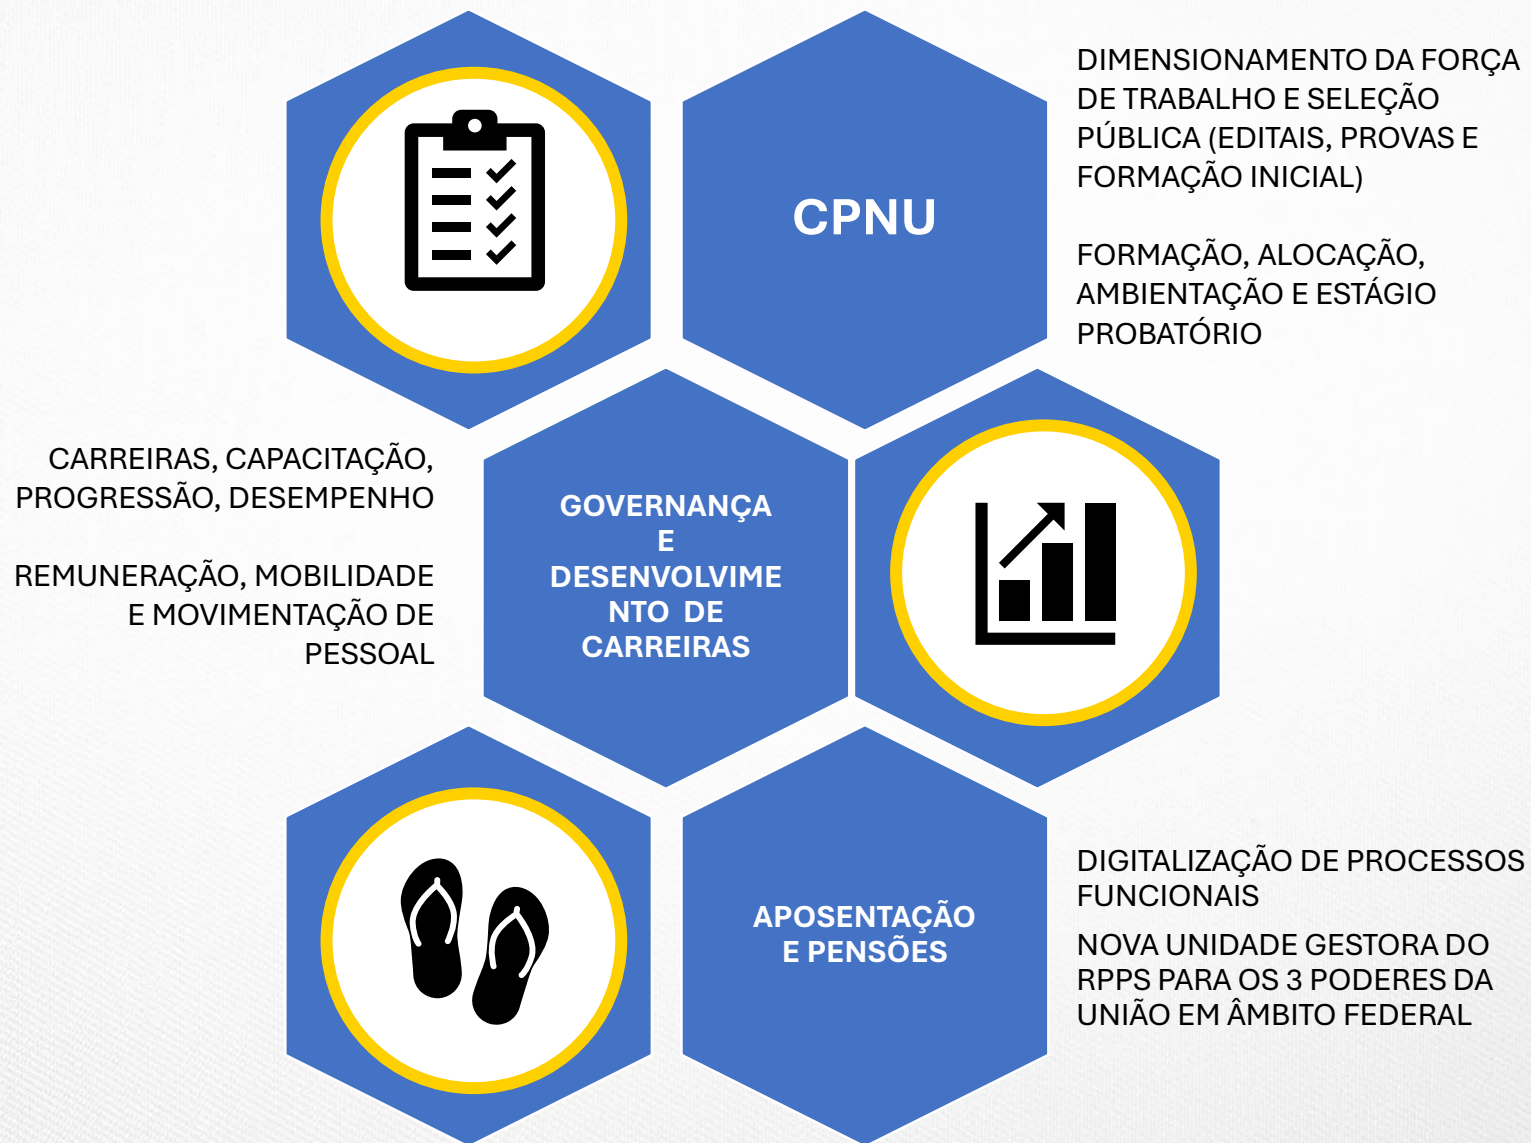 CPNU
DIMENSIONAMENTO DA FORÇA
DE TRABALHO E SELEÇÃO
PÚBLICA (EDITAIS, PROVAS E
FORMAÇÃO INICIAL)
FORMAÇÃO, ALOCAÇÃO,
AMBIENTAÇÃO E ESTÁGIO
PROBATÓRIO
CARREIRAS, CAPACITAÇÃO,
PROGRESSÃO, DESEMPENHO
REMUNERAÇÃO, MOBILIDADE
E MOVIMENTAÇÃO DE
PESSOAL
GOVERNANÇA
E
DESENVOLVIME
NTO DE
CARREIRAS
APOSENTAÇÃO
E PENSÕES
DIGITALIZAÇÃO DE PROCESSOS
FUNCIONAIS
NOVA UNIDADE GESTORA DO
RPPS PARA OS 3 PODERES DA
UNIÃO EM ÂMBITO FEDERAL